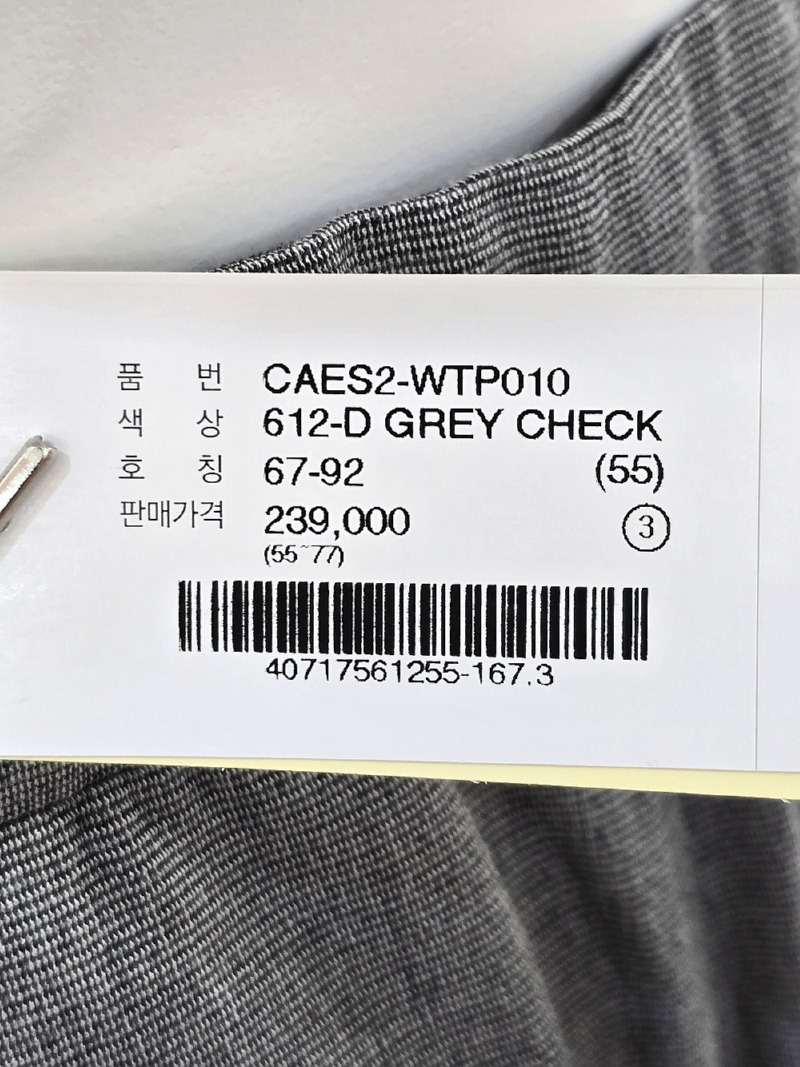 품 번 CAES2-WTP010
색 상 612-D GREY CHECK
호 칭 67-92 (55)
판매가격 239,000 ③
(55~77)
40717561255-167.3